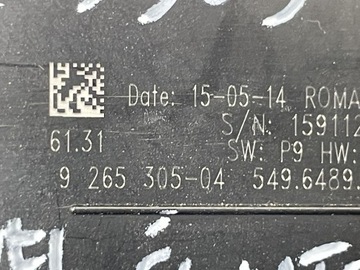 Date: 15-05-14 ROMA
S/N: 159112
61.31 SW: P9 HW:
9 265 305-04 549.6489.